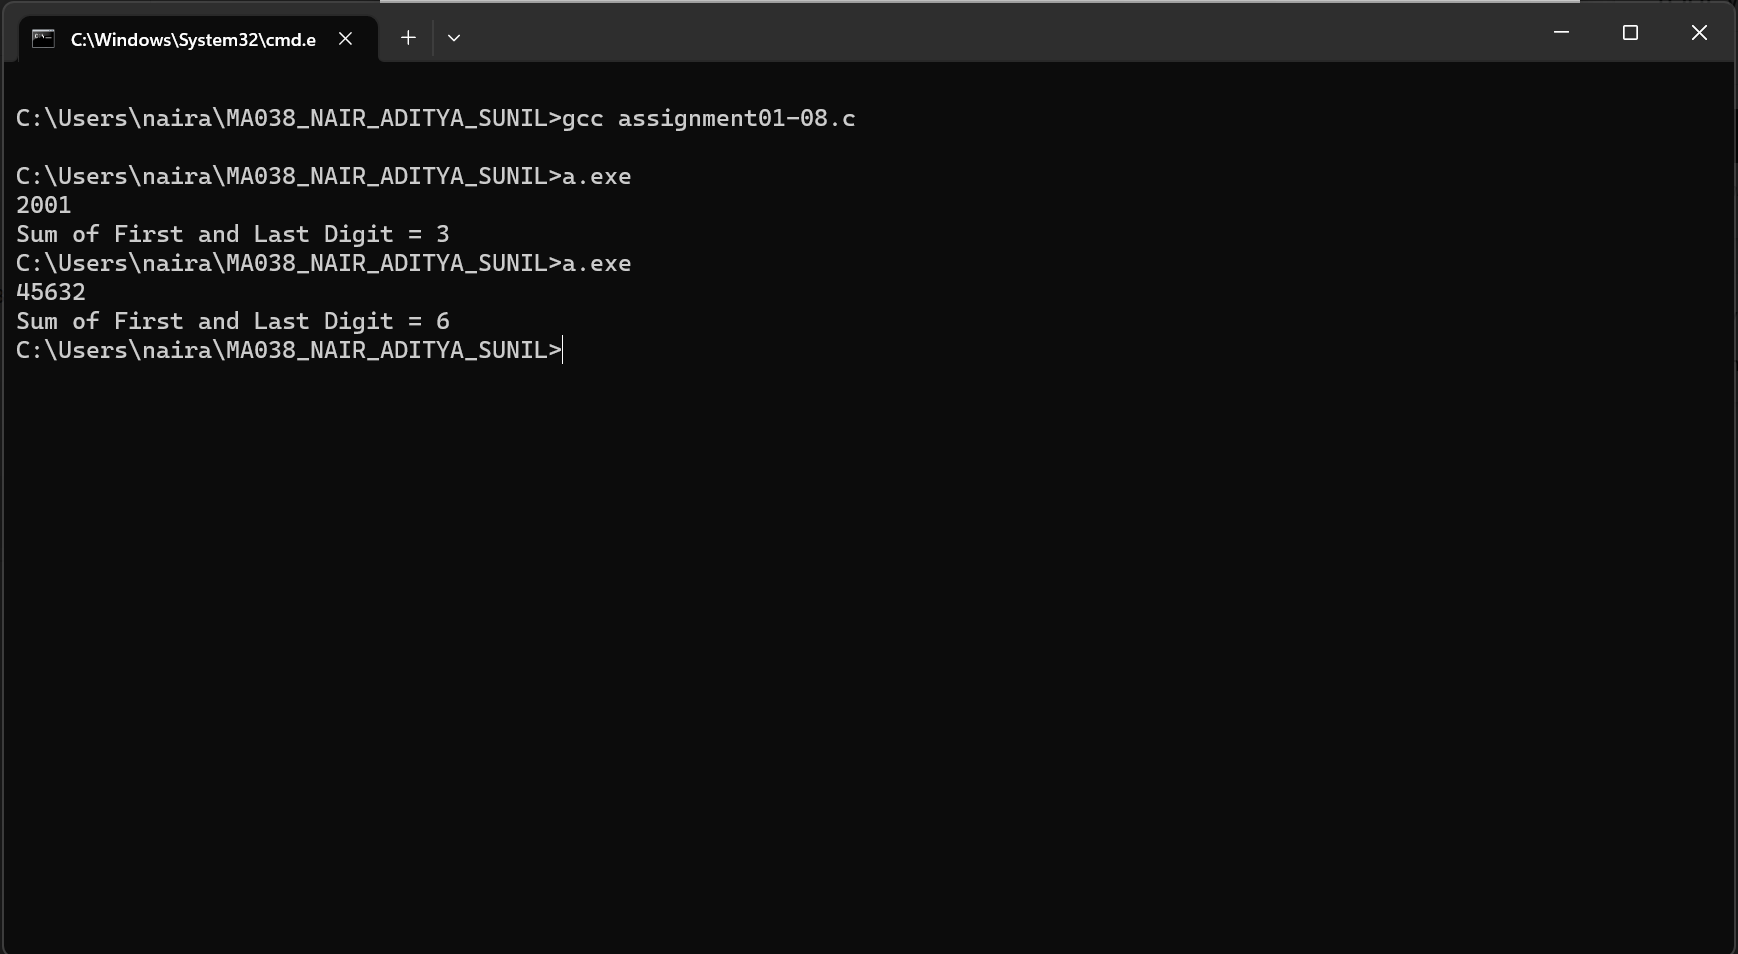 C:\Windows\System32\cmd.e
C:\Users\naira\MA038_NAIR_ADITYA_SUNIL>gcc assignment01-08.c
C:\Users\naira\MA038_NAIR_ADITYA_SUNIL>a.exe
2001
Sum of First and Last Digit = 3
C:\Users\naira\MA038_NAIR_ADITYA_SUNIL>a.exe
45632
Sum of First and Last Digit = 6
C:\Users\naira\MA038_NAIR_ADITYA_SUNIL>